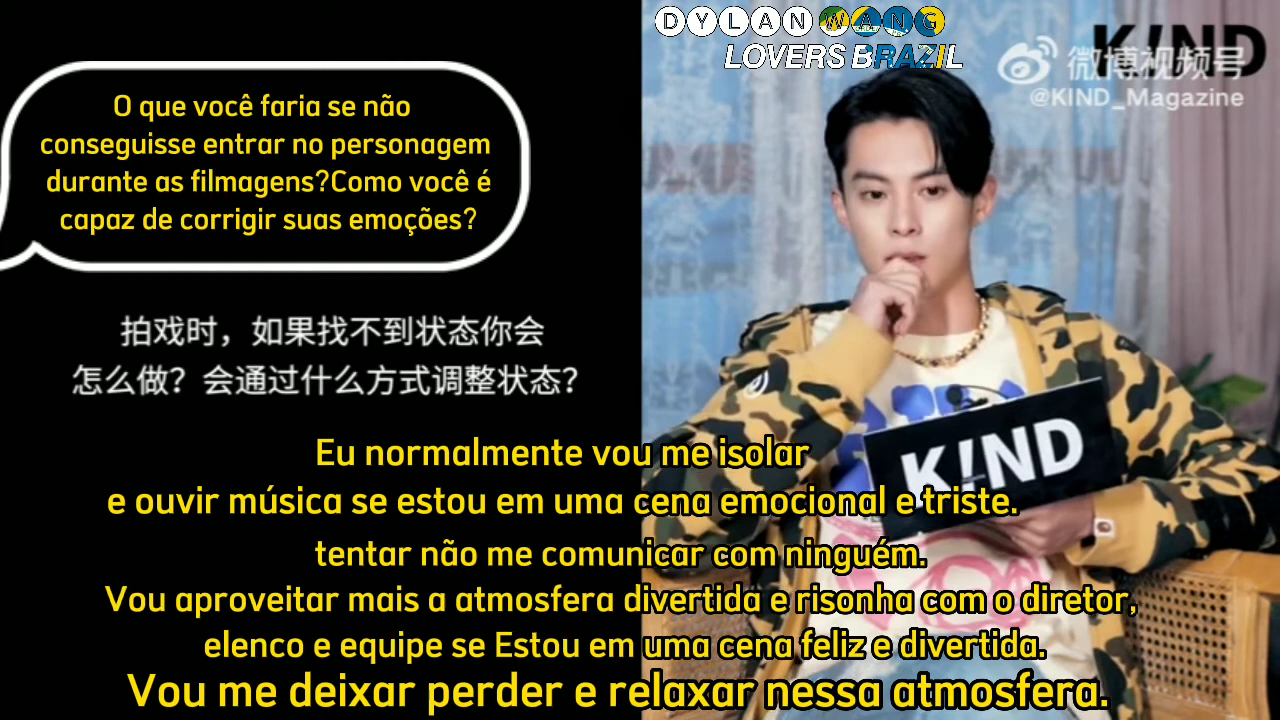 DYLAN WANG
LOVERS BRAZIL
K!ND
微博视频号
@KIND_Magazine
O que você faria se não
conseguisse entrar no personagem
durante as filmagens?Como você é
capaz de corrigir suas emoções?
拍戏时，如果找不到状态你会
怎么做？会通过什么方式调整状态？
K!ND
Eu normalmente vou me isolar
e ouvir música se estou em uma cena emocional e triste.
tentar não me comunicar com ninguém.
Vou aproveitar mais a atmosfera divertida e risonha com o diretor,
elenco e equipe se Estou em uma cena feliz e divertida.
Vou me deixar perder e relaxar nessa atmosfera.